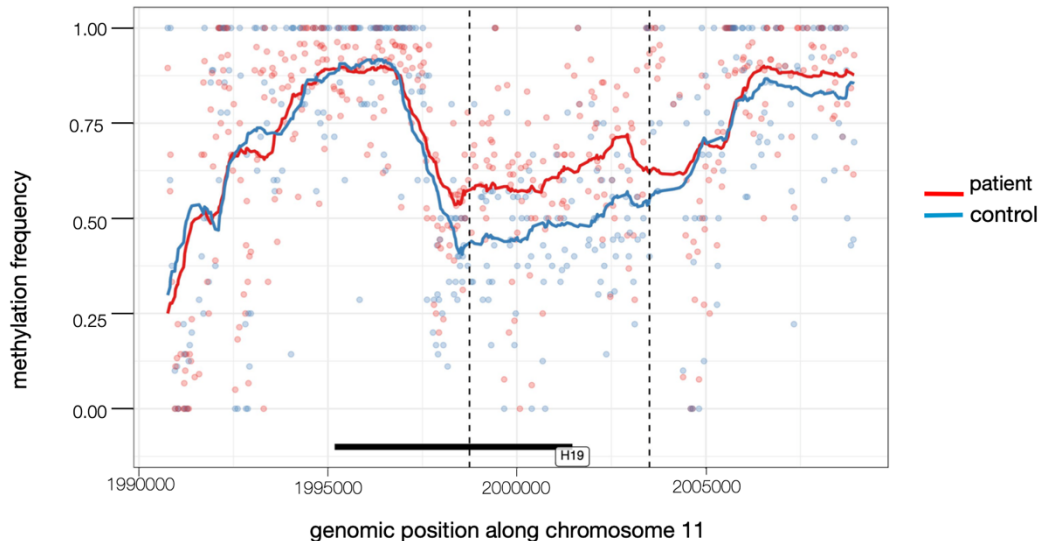 1.00
0.75
0.50
0.25
0.00
methylation frequency
H19
1990000
1995000
2000000
2005000
genomic position along chromosome 11
patient
control